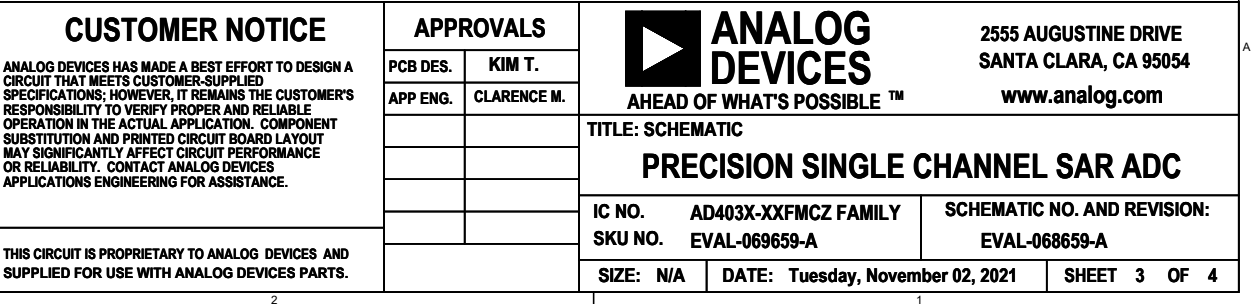 CUSTOMER NOTICE
ANALOG DEVICES HAS MADE A BEST EFFORT TO DESIGN A
CIRCUIT THAT MEETS CUSTOMER-SUPPLIED
SPECIFICATIONS; HOWEVER, IT REMAINS THE CUSTOMER'S
RESPONSIBILITY TO VERIFY PROPER AND RELIABLE
OPERATION IN THE ACTUAL APPLICATION. COMPONENT
SUBSTITUTION AND PRINTED CIRCUIT BOARD LAYOUT
MAY SIGNIFICANTLY AFFECT CIRCUIT PERFORMANCE
OR RELIABILITY. CONTACT ANALOG DEVICES
APPLICATIONS ENGINEERING FOR ASSISTANCE.
THIS CIRCUIT IS PROPRIETARY TO ANALOG DEVICES AND
SUPPLIED FOR USE WITH ANALOG DEVICES PARTS.
APPROVALS
PCB DES. KIM T.
APP ENG. CLARENCE M.
ANALOG
DEVICES
AHEAD OF WHAT'S POSSIBLE ™
2555 AUGUSTINE DRIVE
SANTA CLARA, CA 95054
www.analog.com
A
TITLE: SCHEMATIC
PRECISION SINGLE CHANNEL SAR ADC
IC NO. AD403X-XXFMCZ FAMILY
SKU NO. EVAL-069659-A
SCHEMATIC NO. AND REVISION:
EVAL-068659-A
SIZE: N/A DATE: Tuesday, November 02, 2021 SHEET 3 OF 4
2 1